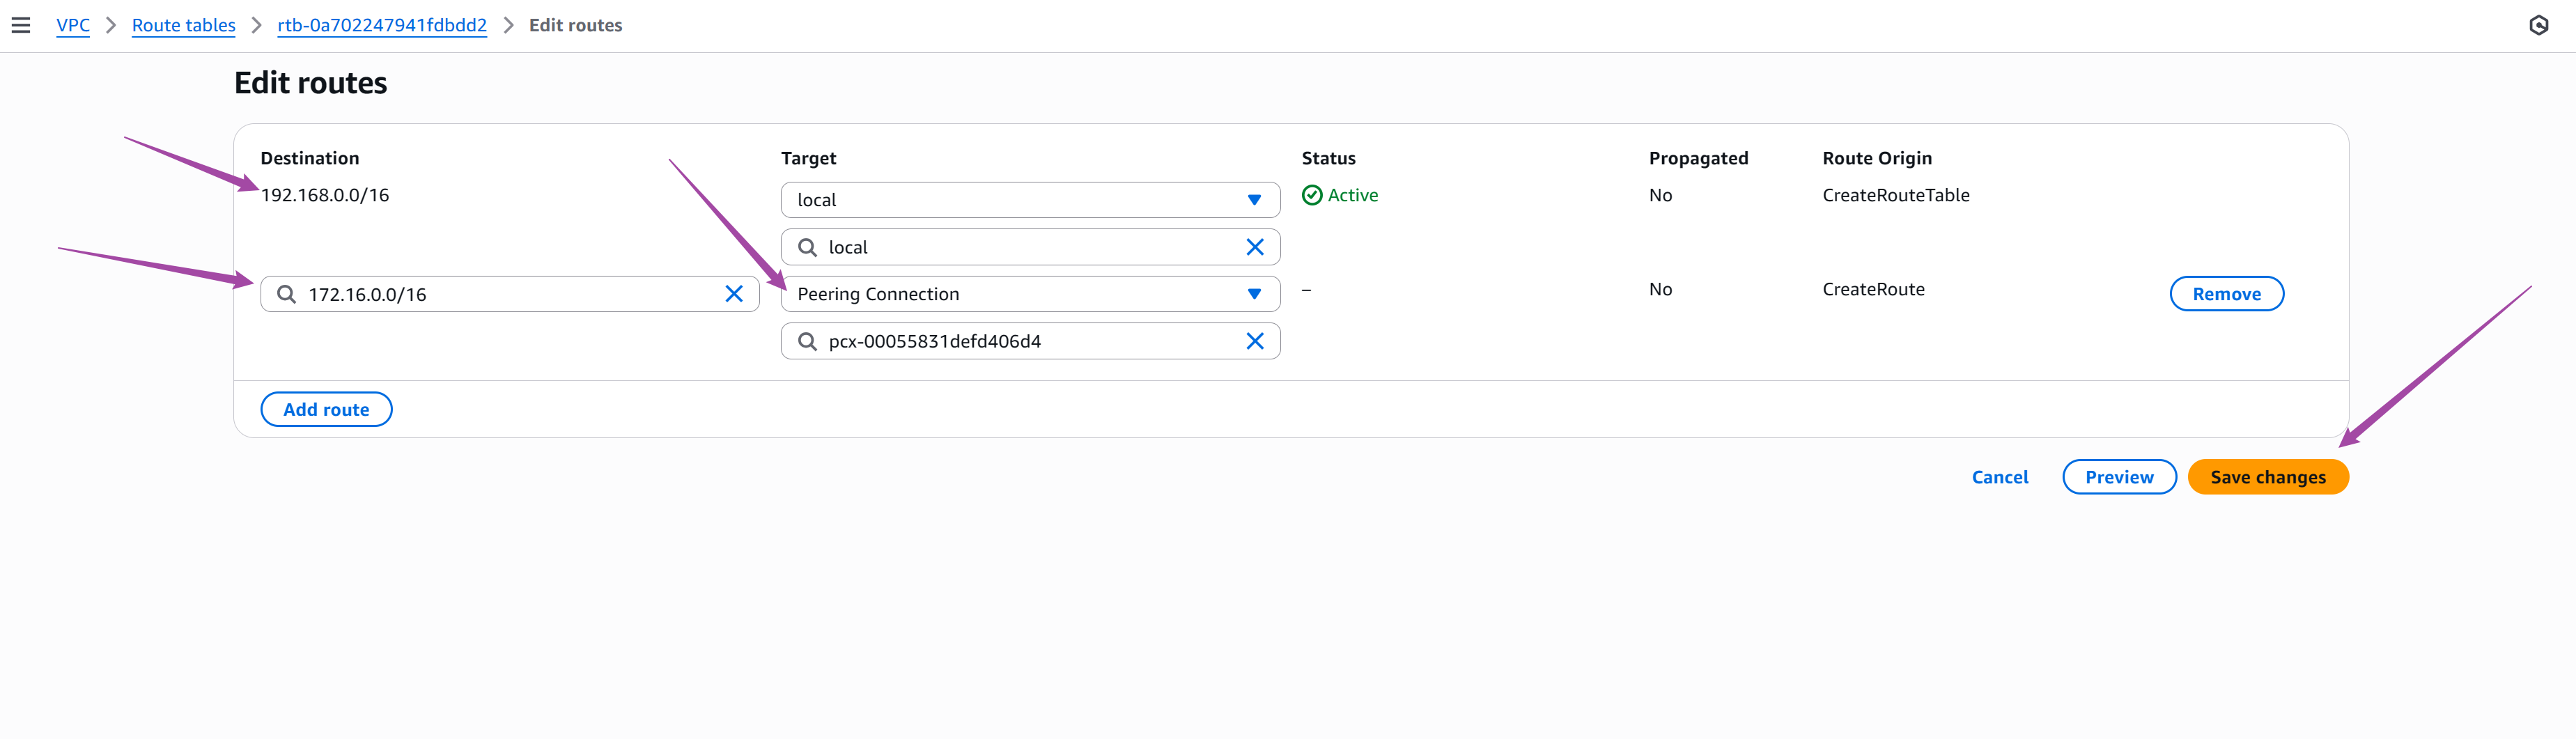 VPC > Route tables > rtb-0a702247941fdbdd2 > Edit routes
Edit routes
Destination Target Status Propagated Route Origin
192.168.0.0/16 local Active No CreateRouteTable
local
172.16.0.0/16 Peering Connection – No CreateRoute Remove
pcx-00055831defd406d4
Add route
Cancel Preview Save changes